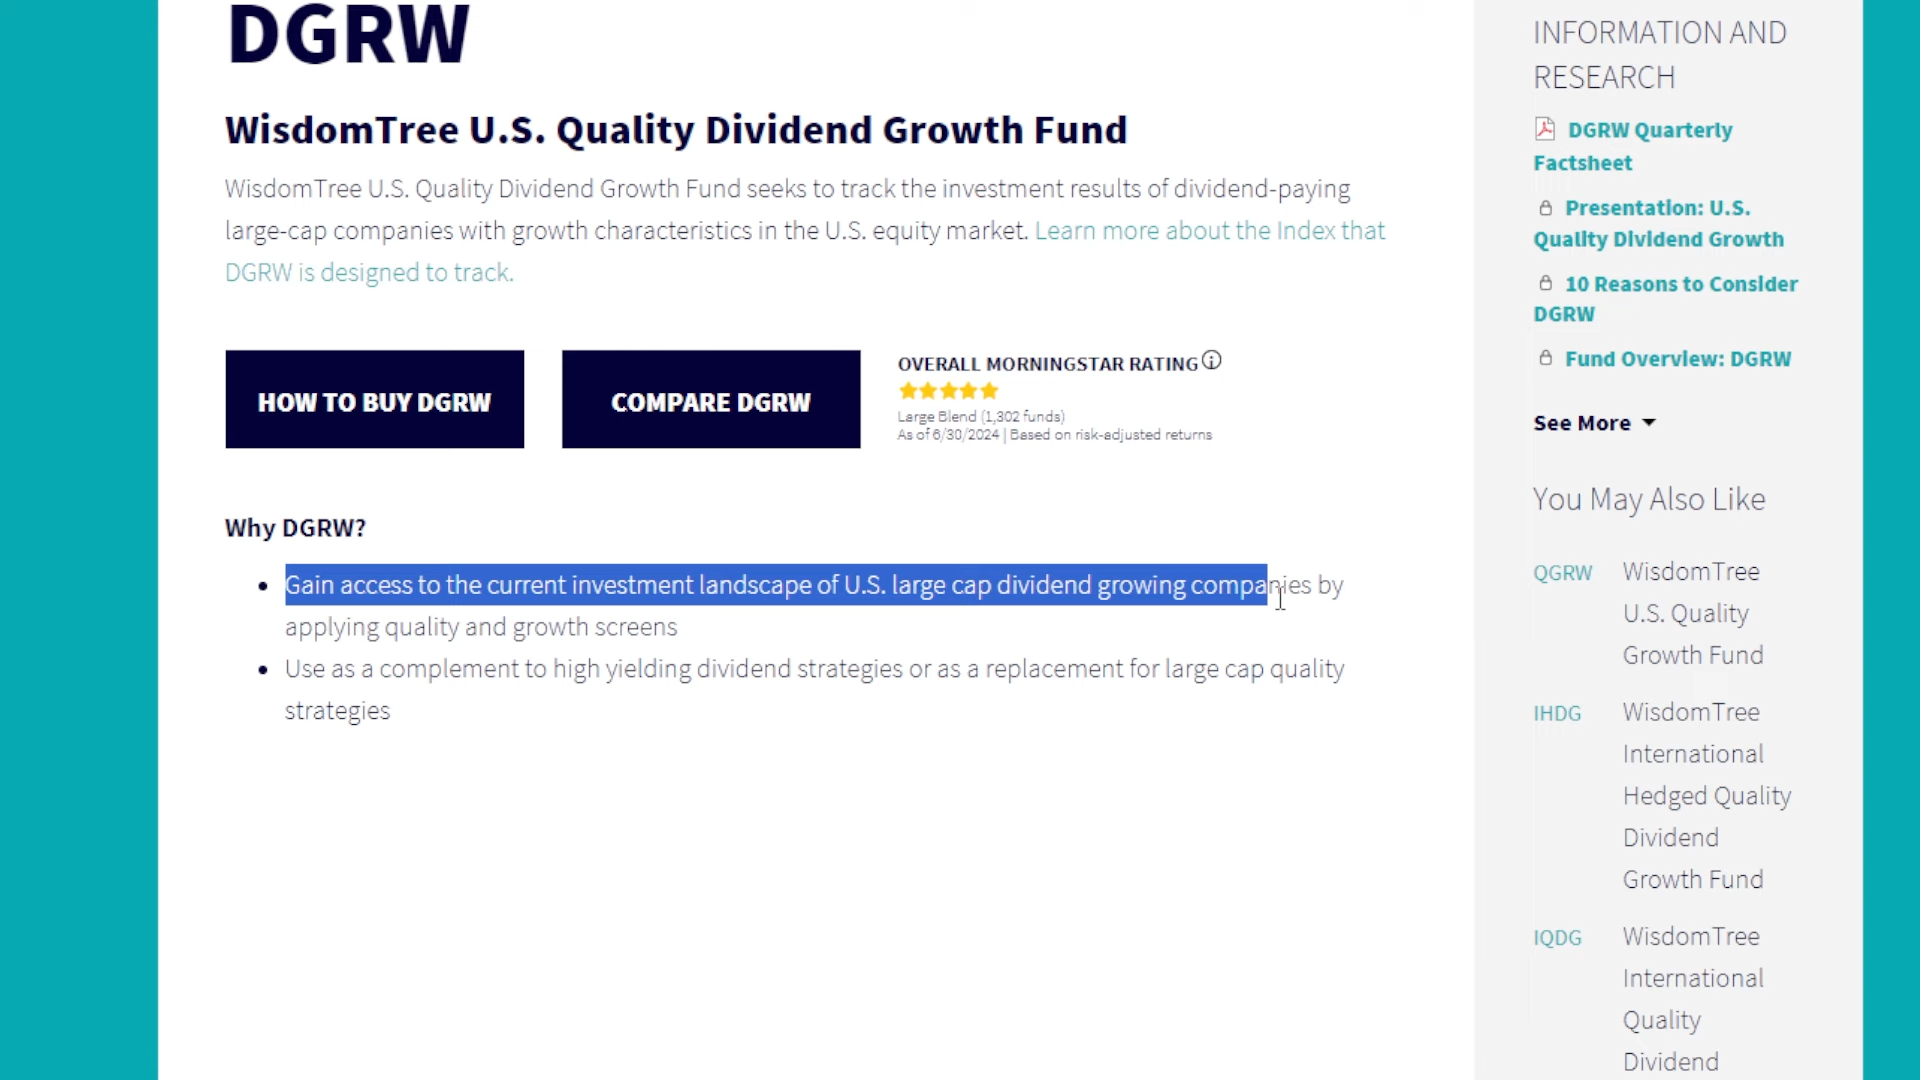 DGRW
WisdomTree U.S. Quality Dividend Growth Fund
WisdomTree U.S. Quality Dividend Growth Fund seeks to track the investment results of dividend-paying
large-cap companies with growth characteristics in the U.S. equity market. Learn more about the Index that
DGRW is designed to track.
HOW TO BUY DGRW
COMPARE DGRW
OVERALL MORNINGSTAR RATING
Large Blend (1,302 funds)
As of 6/30/2024 | Based on risk-adjusted returns
Why DGRW?
Gain access to the current investment landscape of U.S. large cap dividend growing companies by
applying quality and growth screens
Use as a complement to high yielding dividend strategies or as a replacement for large cap quality
strategies
INFORMATION AND
RESEARCH
DGRW Quarterly
Factsheet
Presentation: U.S.
Quality Dividend Growth
10 Reasons to Consider
DGRW
Fund Overview: DGRW
See More
You May Also Like
QGRW WisdomTree
U.S. Quality
Growth Fund
IHDG WisdomTree
International
Hedged Quality
Dividend
Growth Fund
IQDG WisdomTree
International
Quality
Dividend